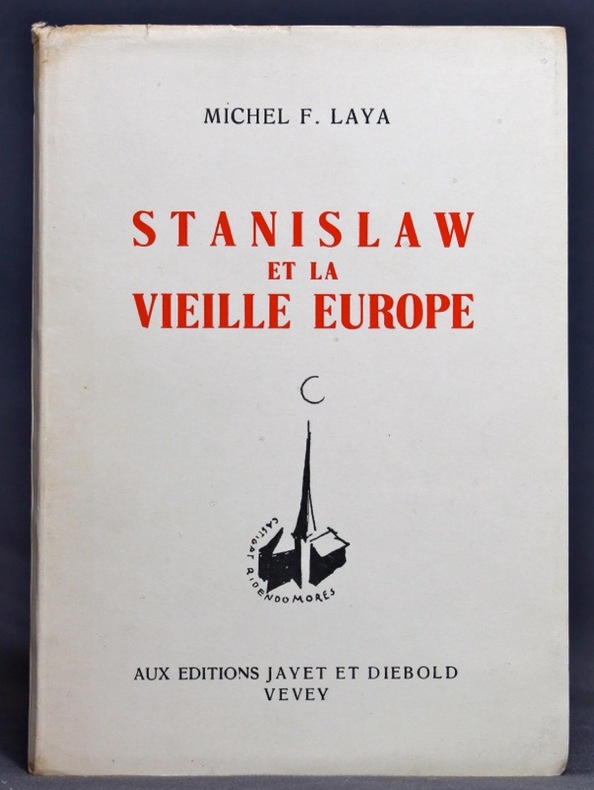 MICHEL F. LAYA
STANISLAW
ET LA
VIEILLE EUROPE
CASTIGAT RIDENDO MORES
AUX EDITIONS JAYET ET DIEBOLD
VEVEY